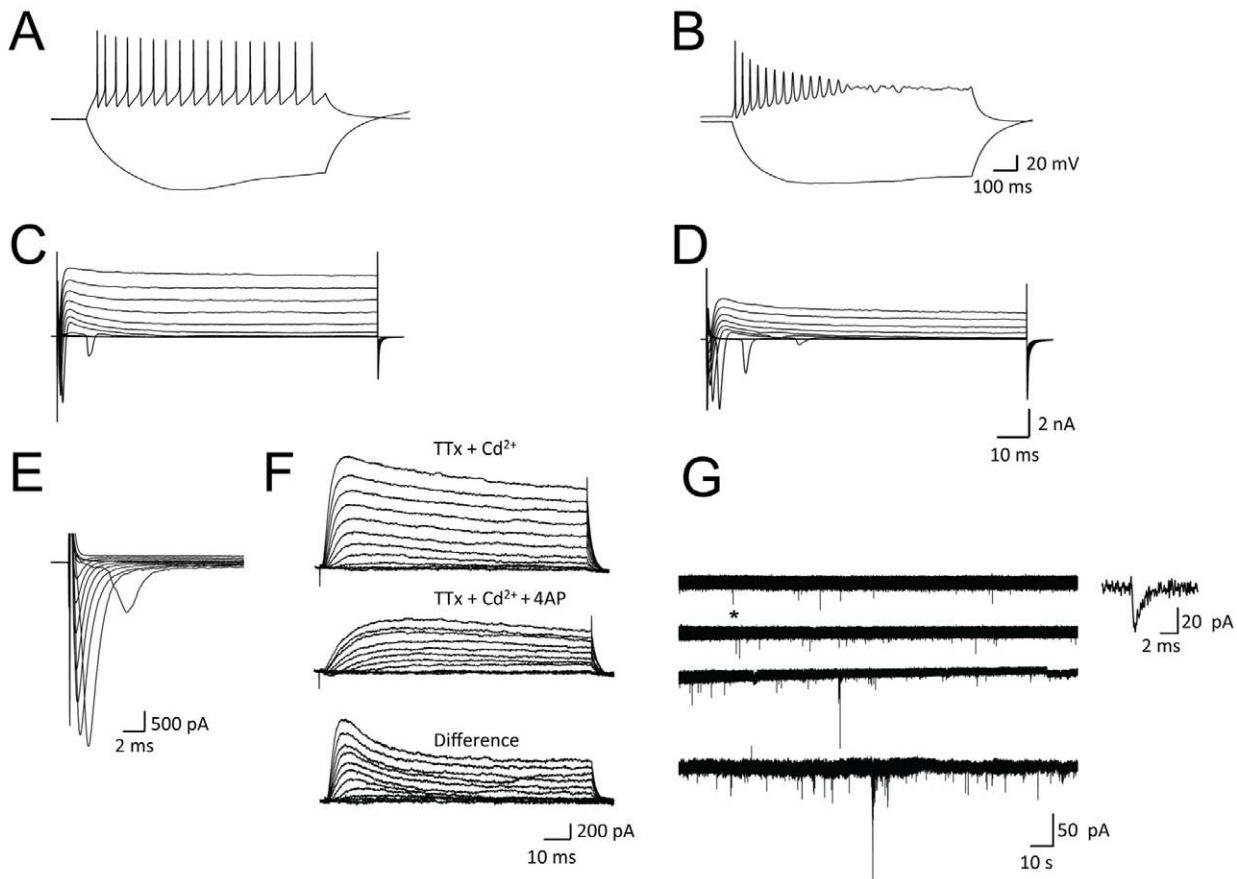 A
B
20 mV
100 ms
C
D
2 nA
10 ms
E
500 pA
2 ms
F
TTx + Cd²⁺
TTx + Cd²⁺ + 4AP
Difference
200 pA
10 ms
G
*
20 pA
2 ms
50 pA
10 s